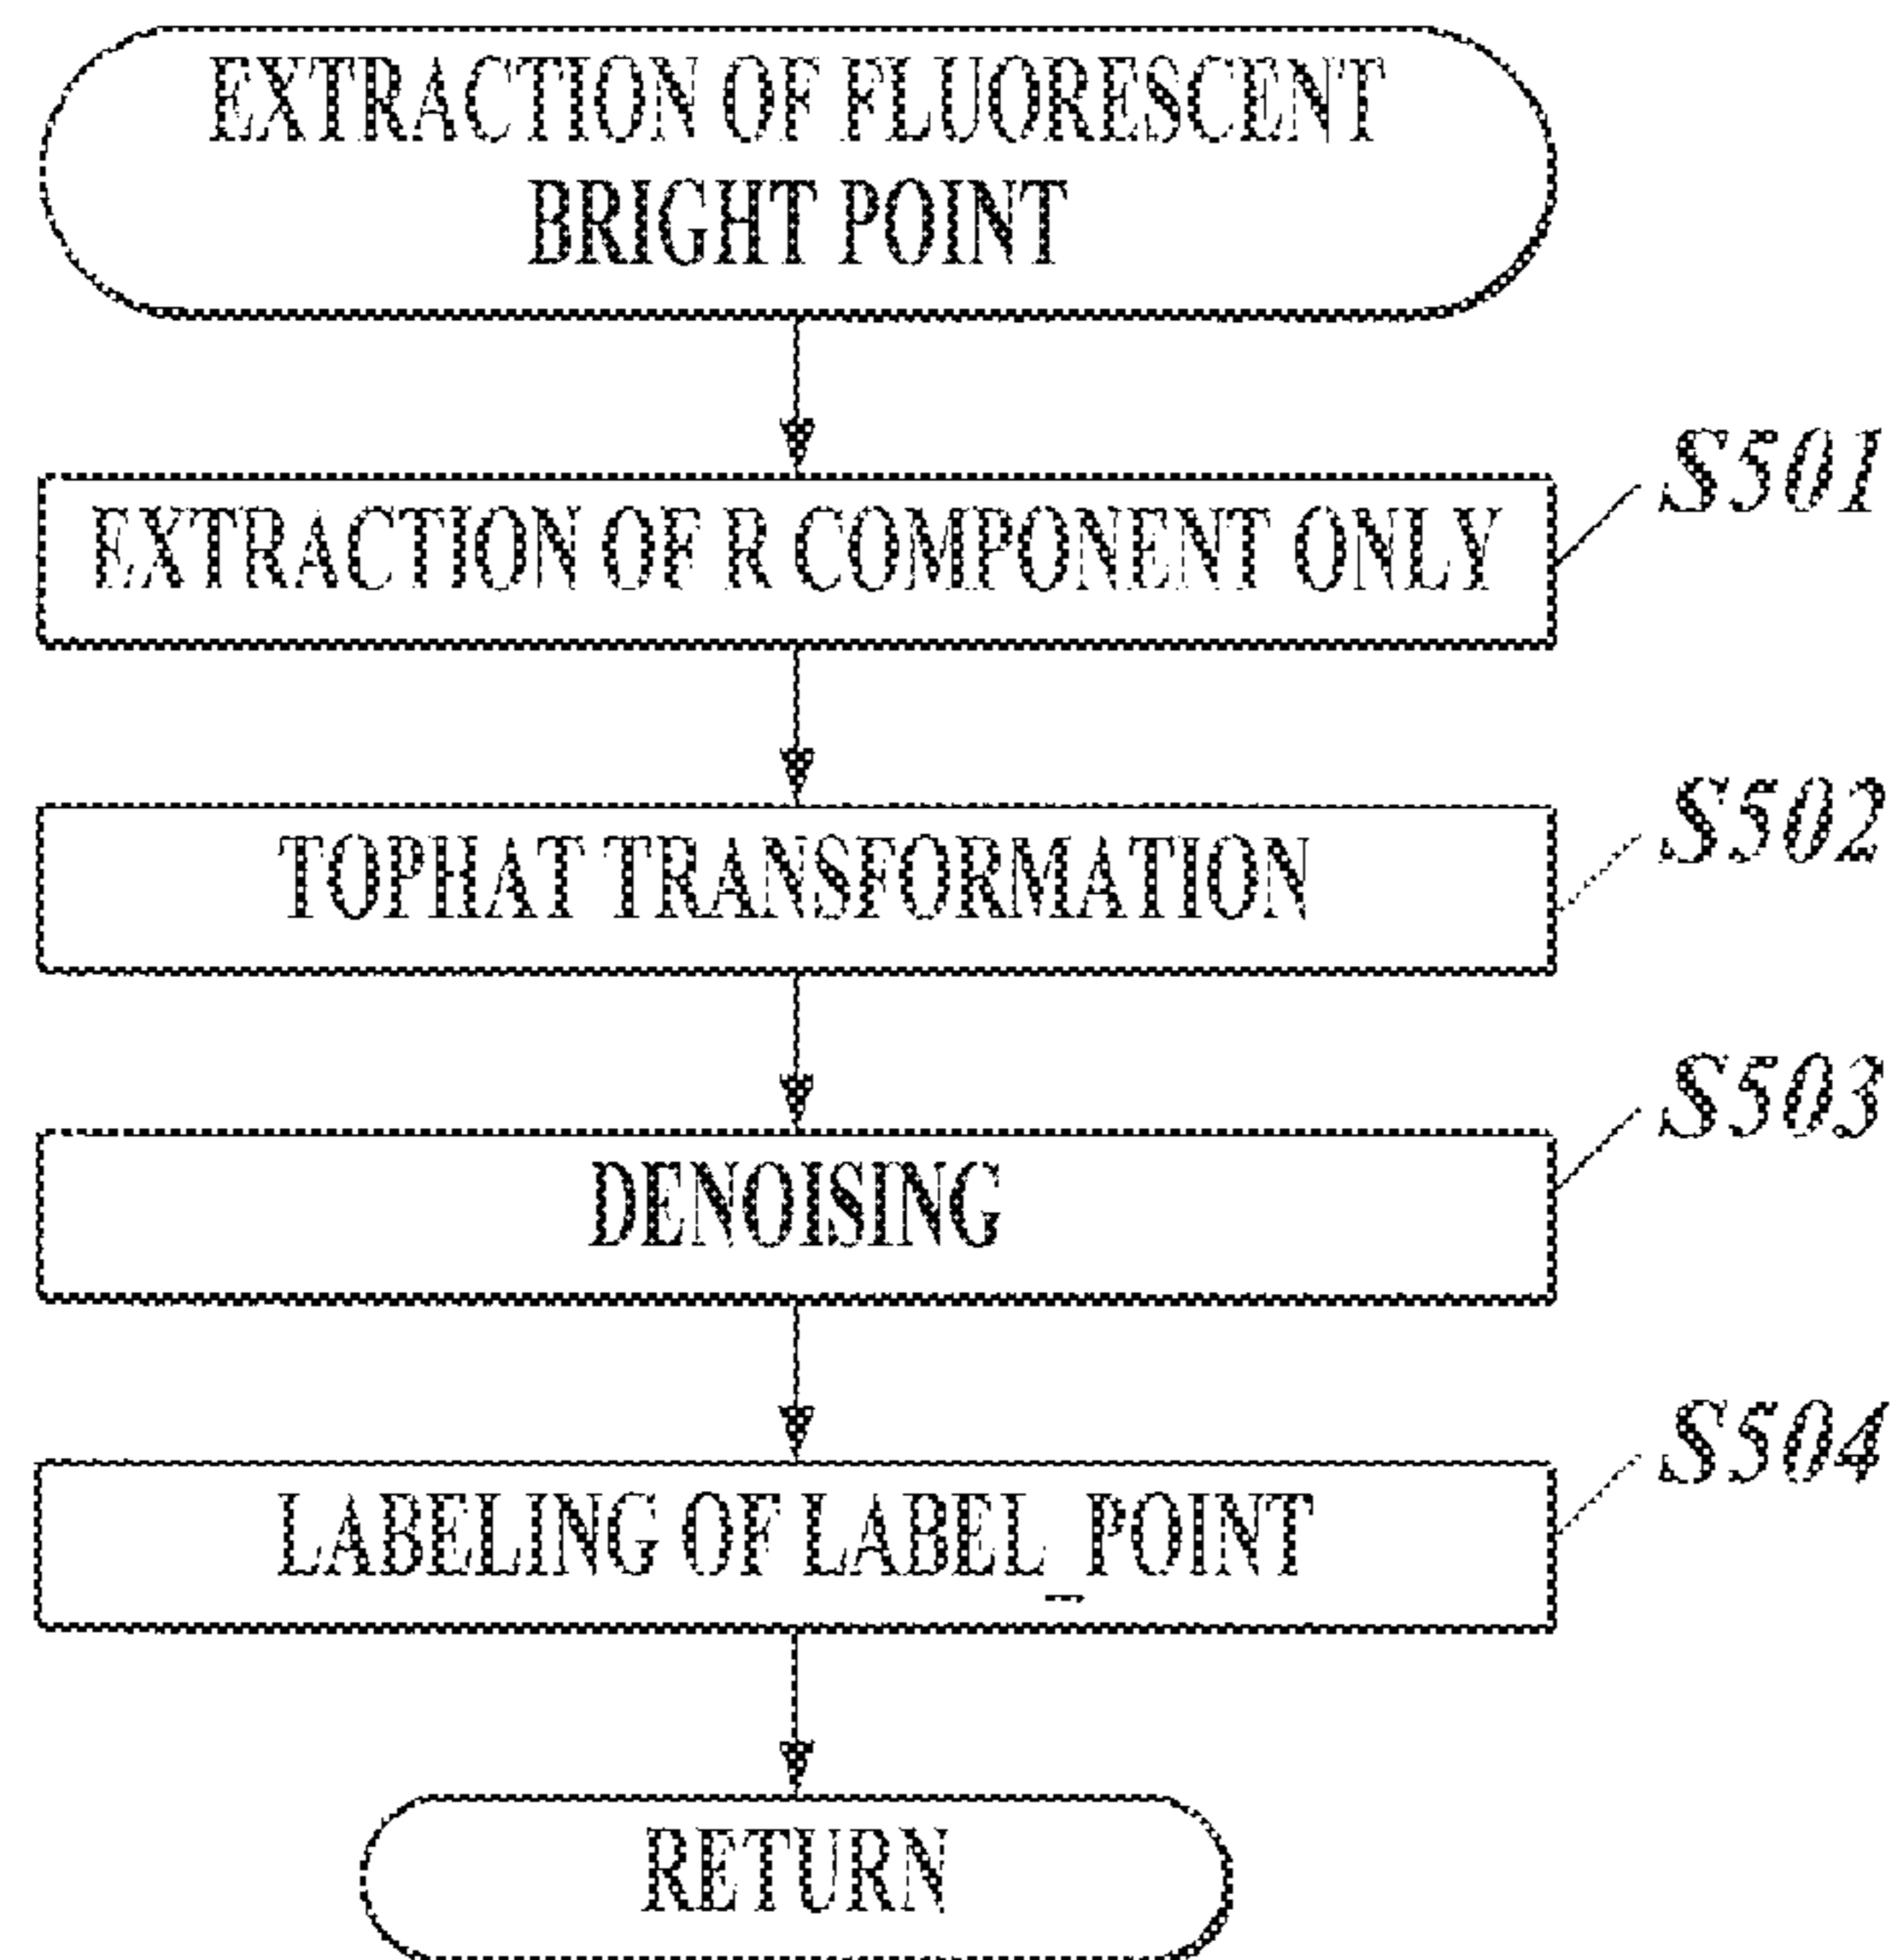 EXTRACTION OF FLUORESCENT
BRIGHT POINT
EXTRACTION OF R COMPONENT ONLY
S501
TOPHAT TRANSFORMATION
S502
DENOISING
S503
LABELING OF LABEL_POINT
S504
RETURN